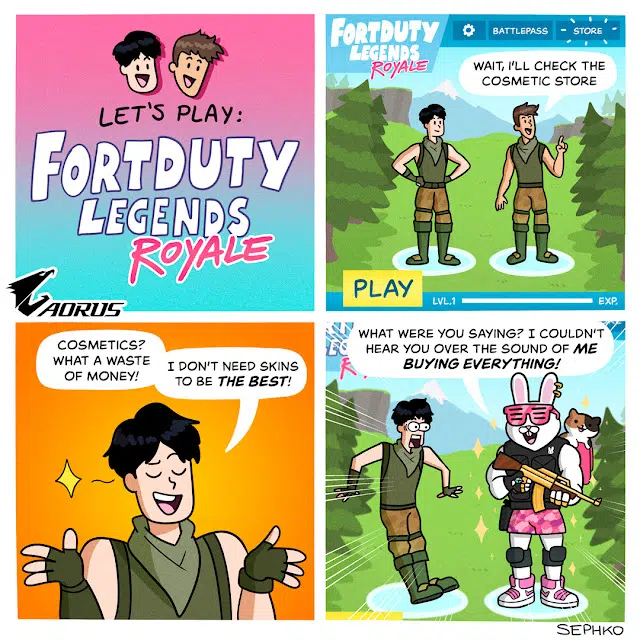 LET'S PLAY:
FORTDUTY
LEGENDS
ROYALE
AORUS
FORTDUTY
LEGENDS
ROYALE
BATTLEPASS
STORE
WAIT, I'LL CHECK THE
COSMETIC STORE
PLAY
LVL.1
EXP.
COSMETICS?
WHAT A WASTE
OF MONEY!
I DON'T NEED SKINS
TO BE THE BEST!
WHAT WERE YOU SAYING? I COULDN'T
HEAR YOU OVER THE SOUND OF ME
BUYING EVERYTHING!
SEPHKO